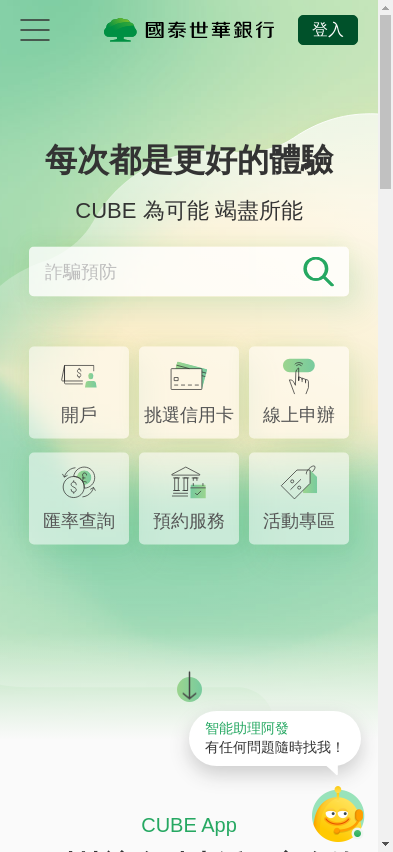 國泰世華銀行
登入
每次都是更好的體驗
CUBE 為可能 竭盡所能
詐騙預防
開戶
挑選信用卡
線上申辦
匯率查詢
預約服務
活動專區
智能助理阿發
有任何問題隨時找我！
CUBE App